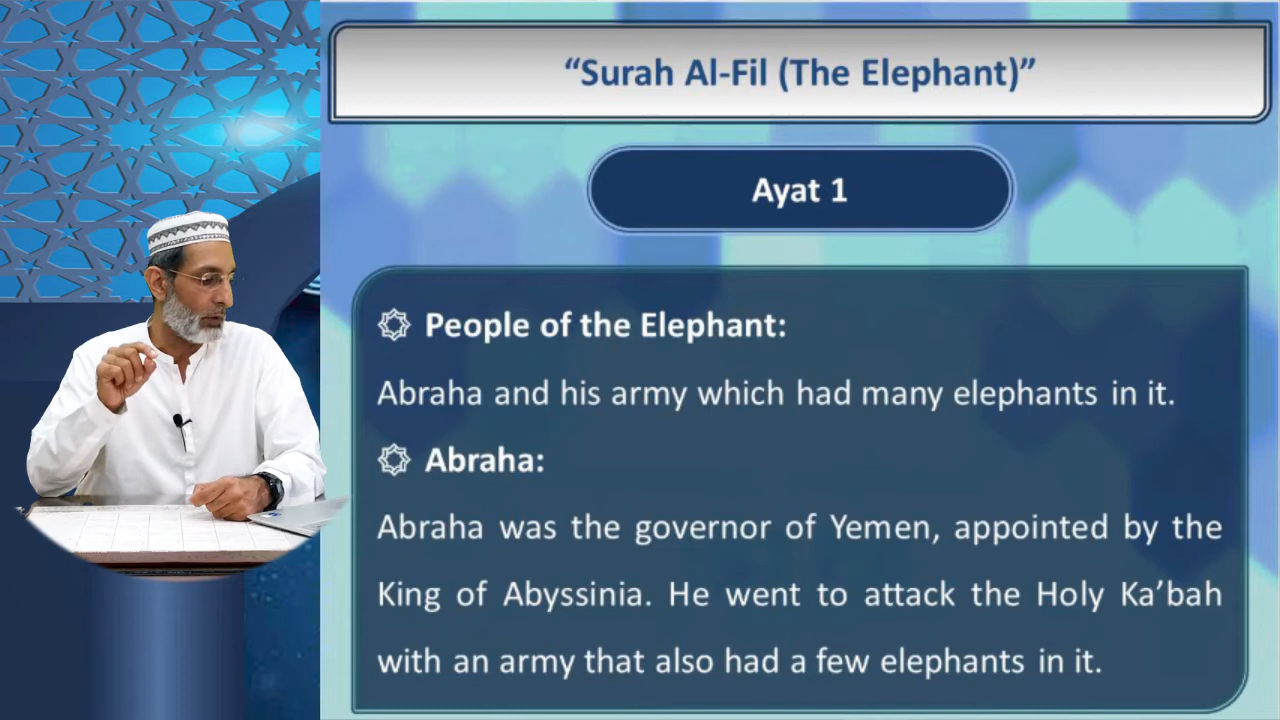 “Surah Al-Fil (The Elephant)”
Ayat 1
People of the Elephant:
Abraha and his army which had many elephants in it.
Abraha:
Abraha was the governor of Yemen, appointed by the
King of Abyssinia. He went to attack the Holy Ka’bah
with an army that also had a few elephants in it.